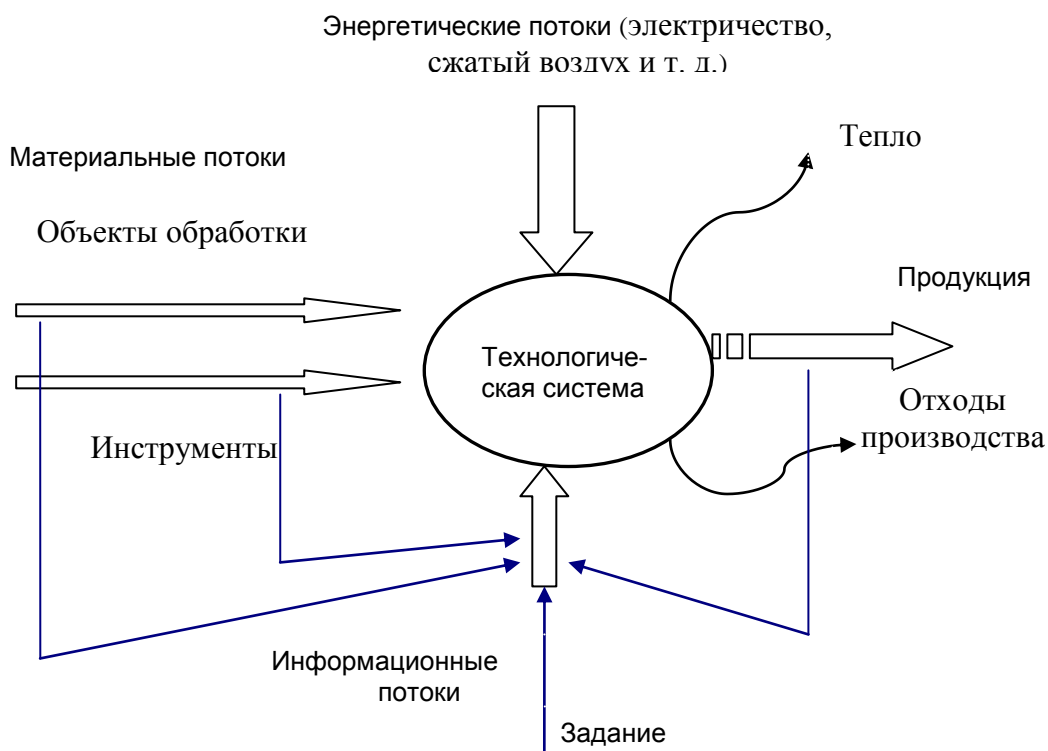 Энергетические потоки (электричество,
сжатый воздух и т. д.)
Тепло
Материальные потоки
Объекты обработки
Продукция
Технологиче-
ская система
Отходы
производства
Инструменты
Информационные
потоки
Задание